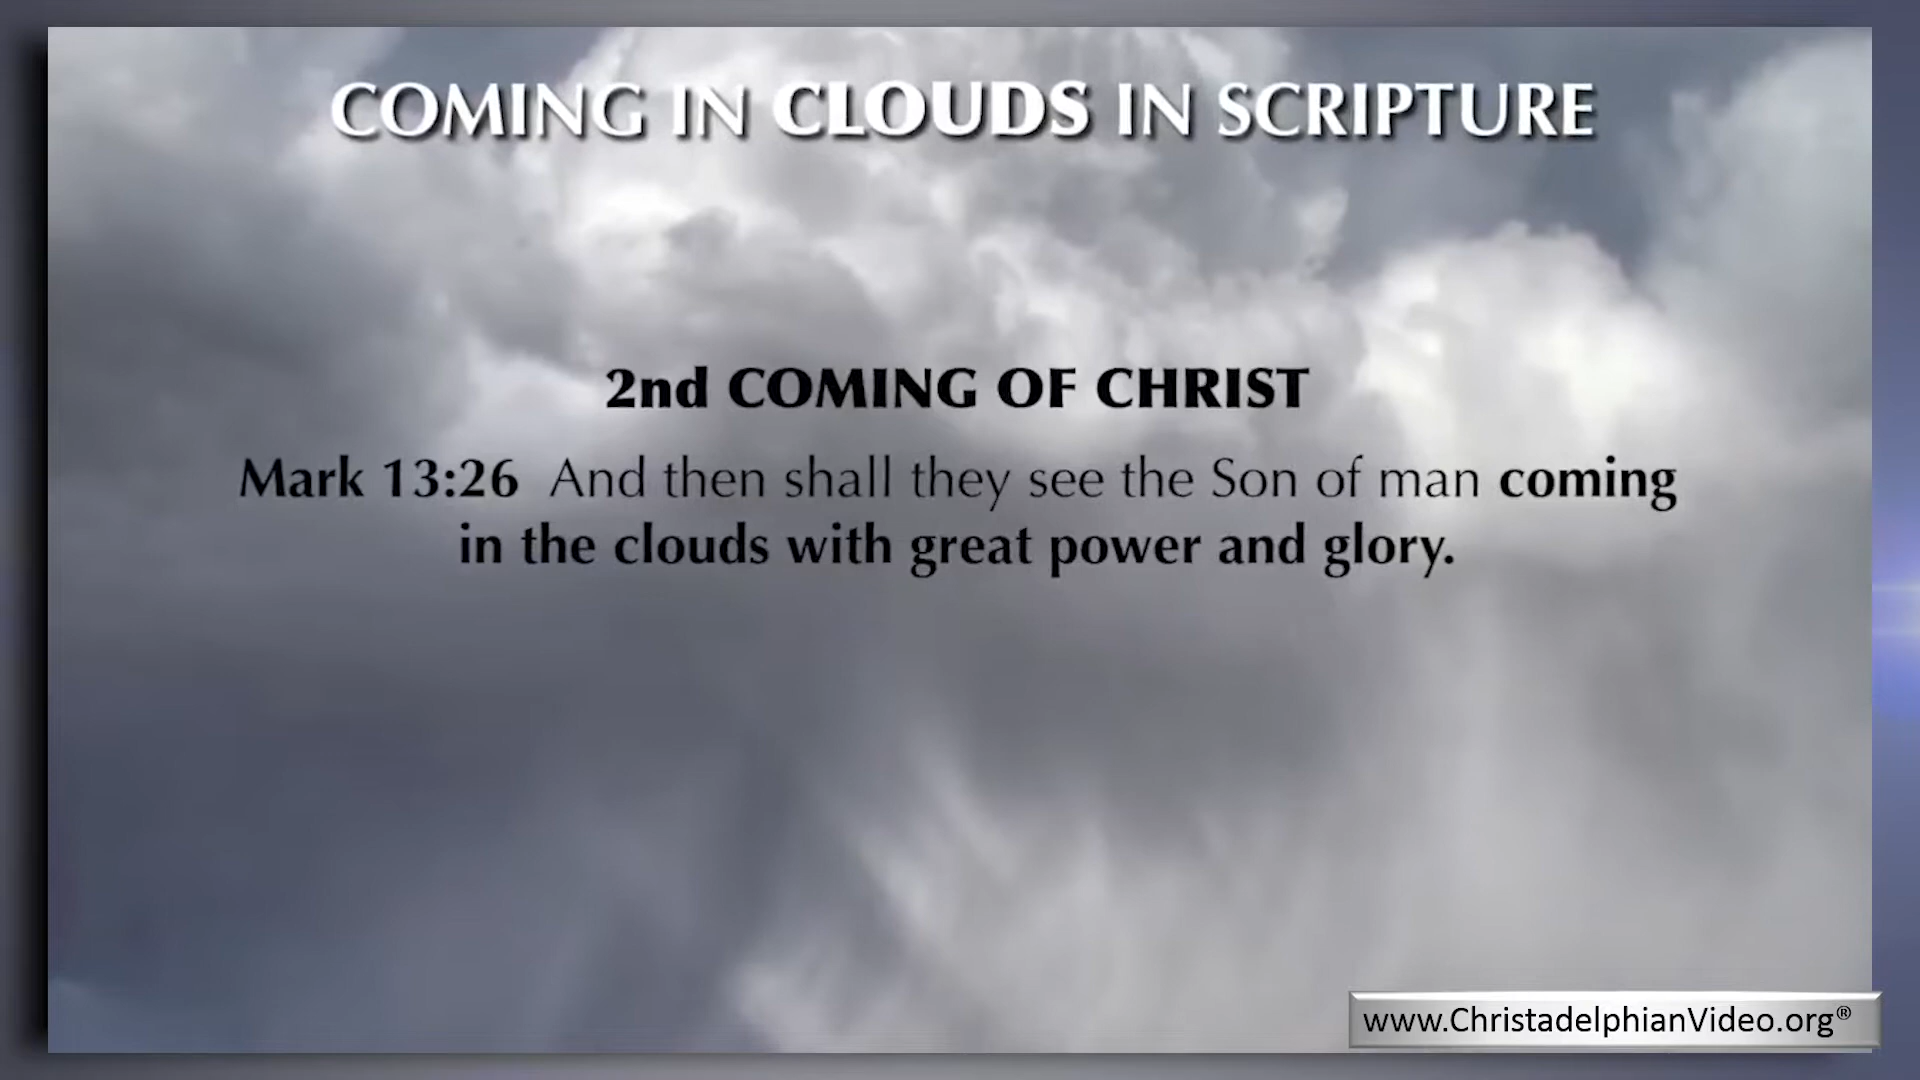 COMING IN CLOUDS IN SCRIPTURE
2nd COMING OF CHRIST
Mark 13:26 And then shall they see the Son of man coming
in the clouds with great power and glory.
www.ChristadelphianVideo.org®